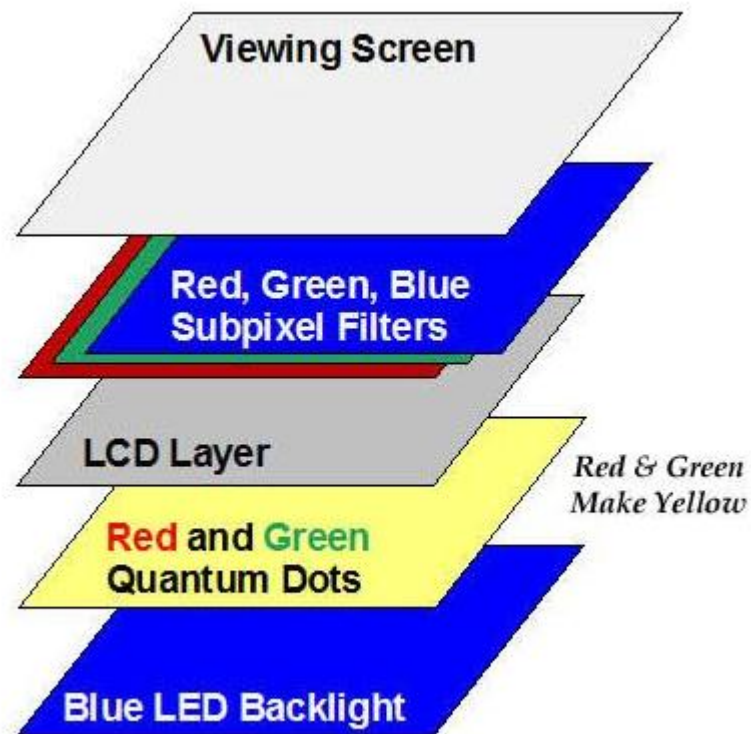 Viewing Screen
Red, Green, Blue
Subpixel Filters
LCD Layer
Red & Green
Make Yellow
Red and Green
Quantum Dots
Blue LED Backlight